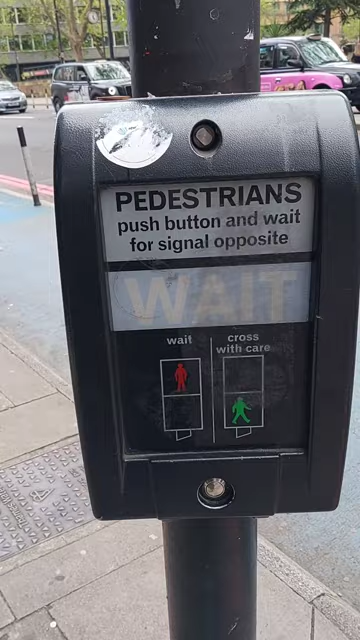 PEDESTRIANS
push button and wait
for signal opposite
WAIT
wait
cross
with care